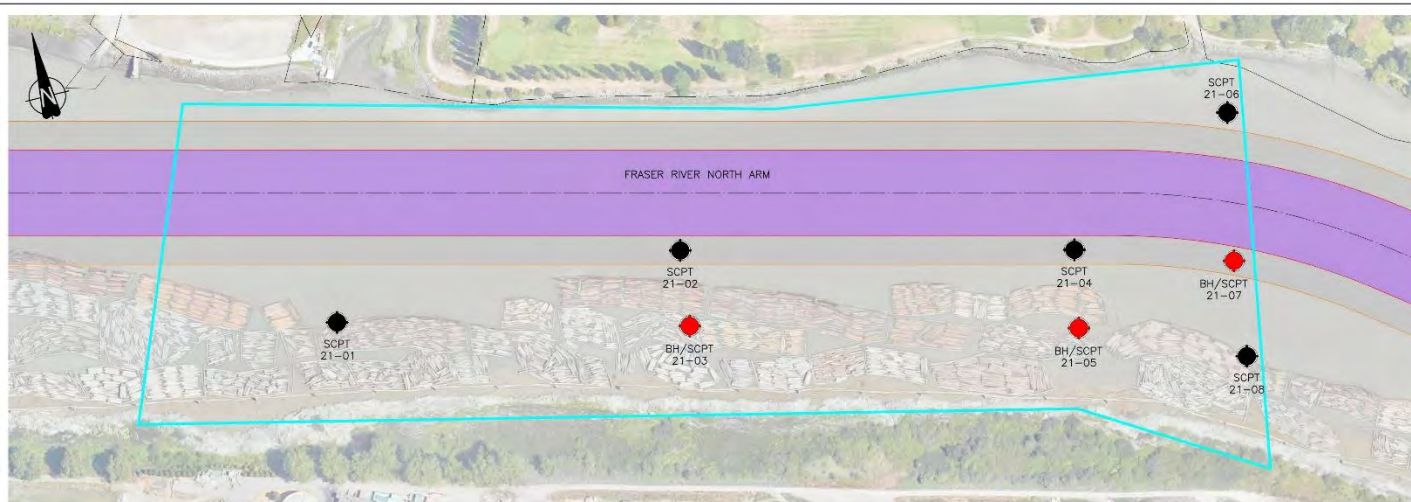 N
SCPT
21-06
FRASER RIVER NORTH ARM
SCPT
21-02
SCPT
21-04
BH/SCPT
21-07
SCPT
21-01
BH/SCPT
21-03
BH/SCPT
21-05
SCPT
21-08